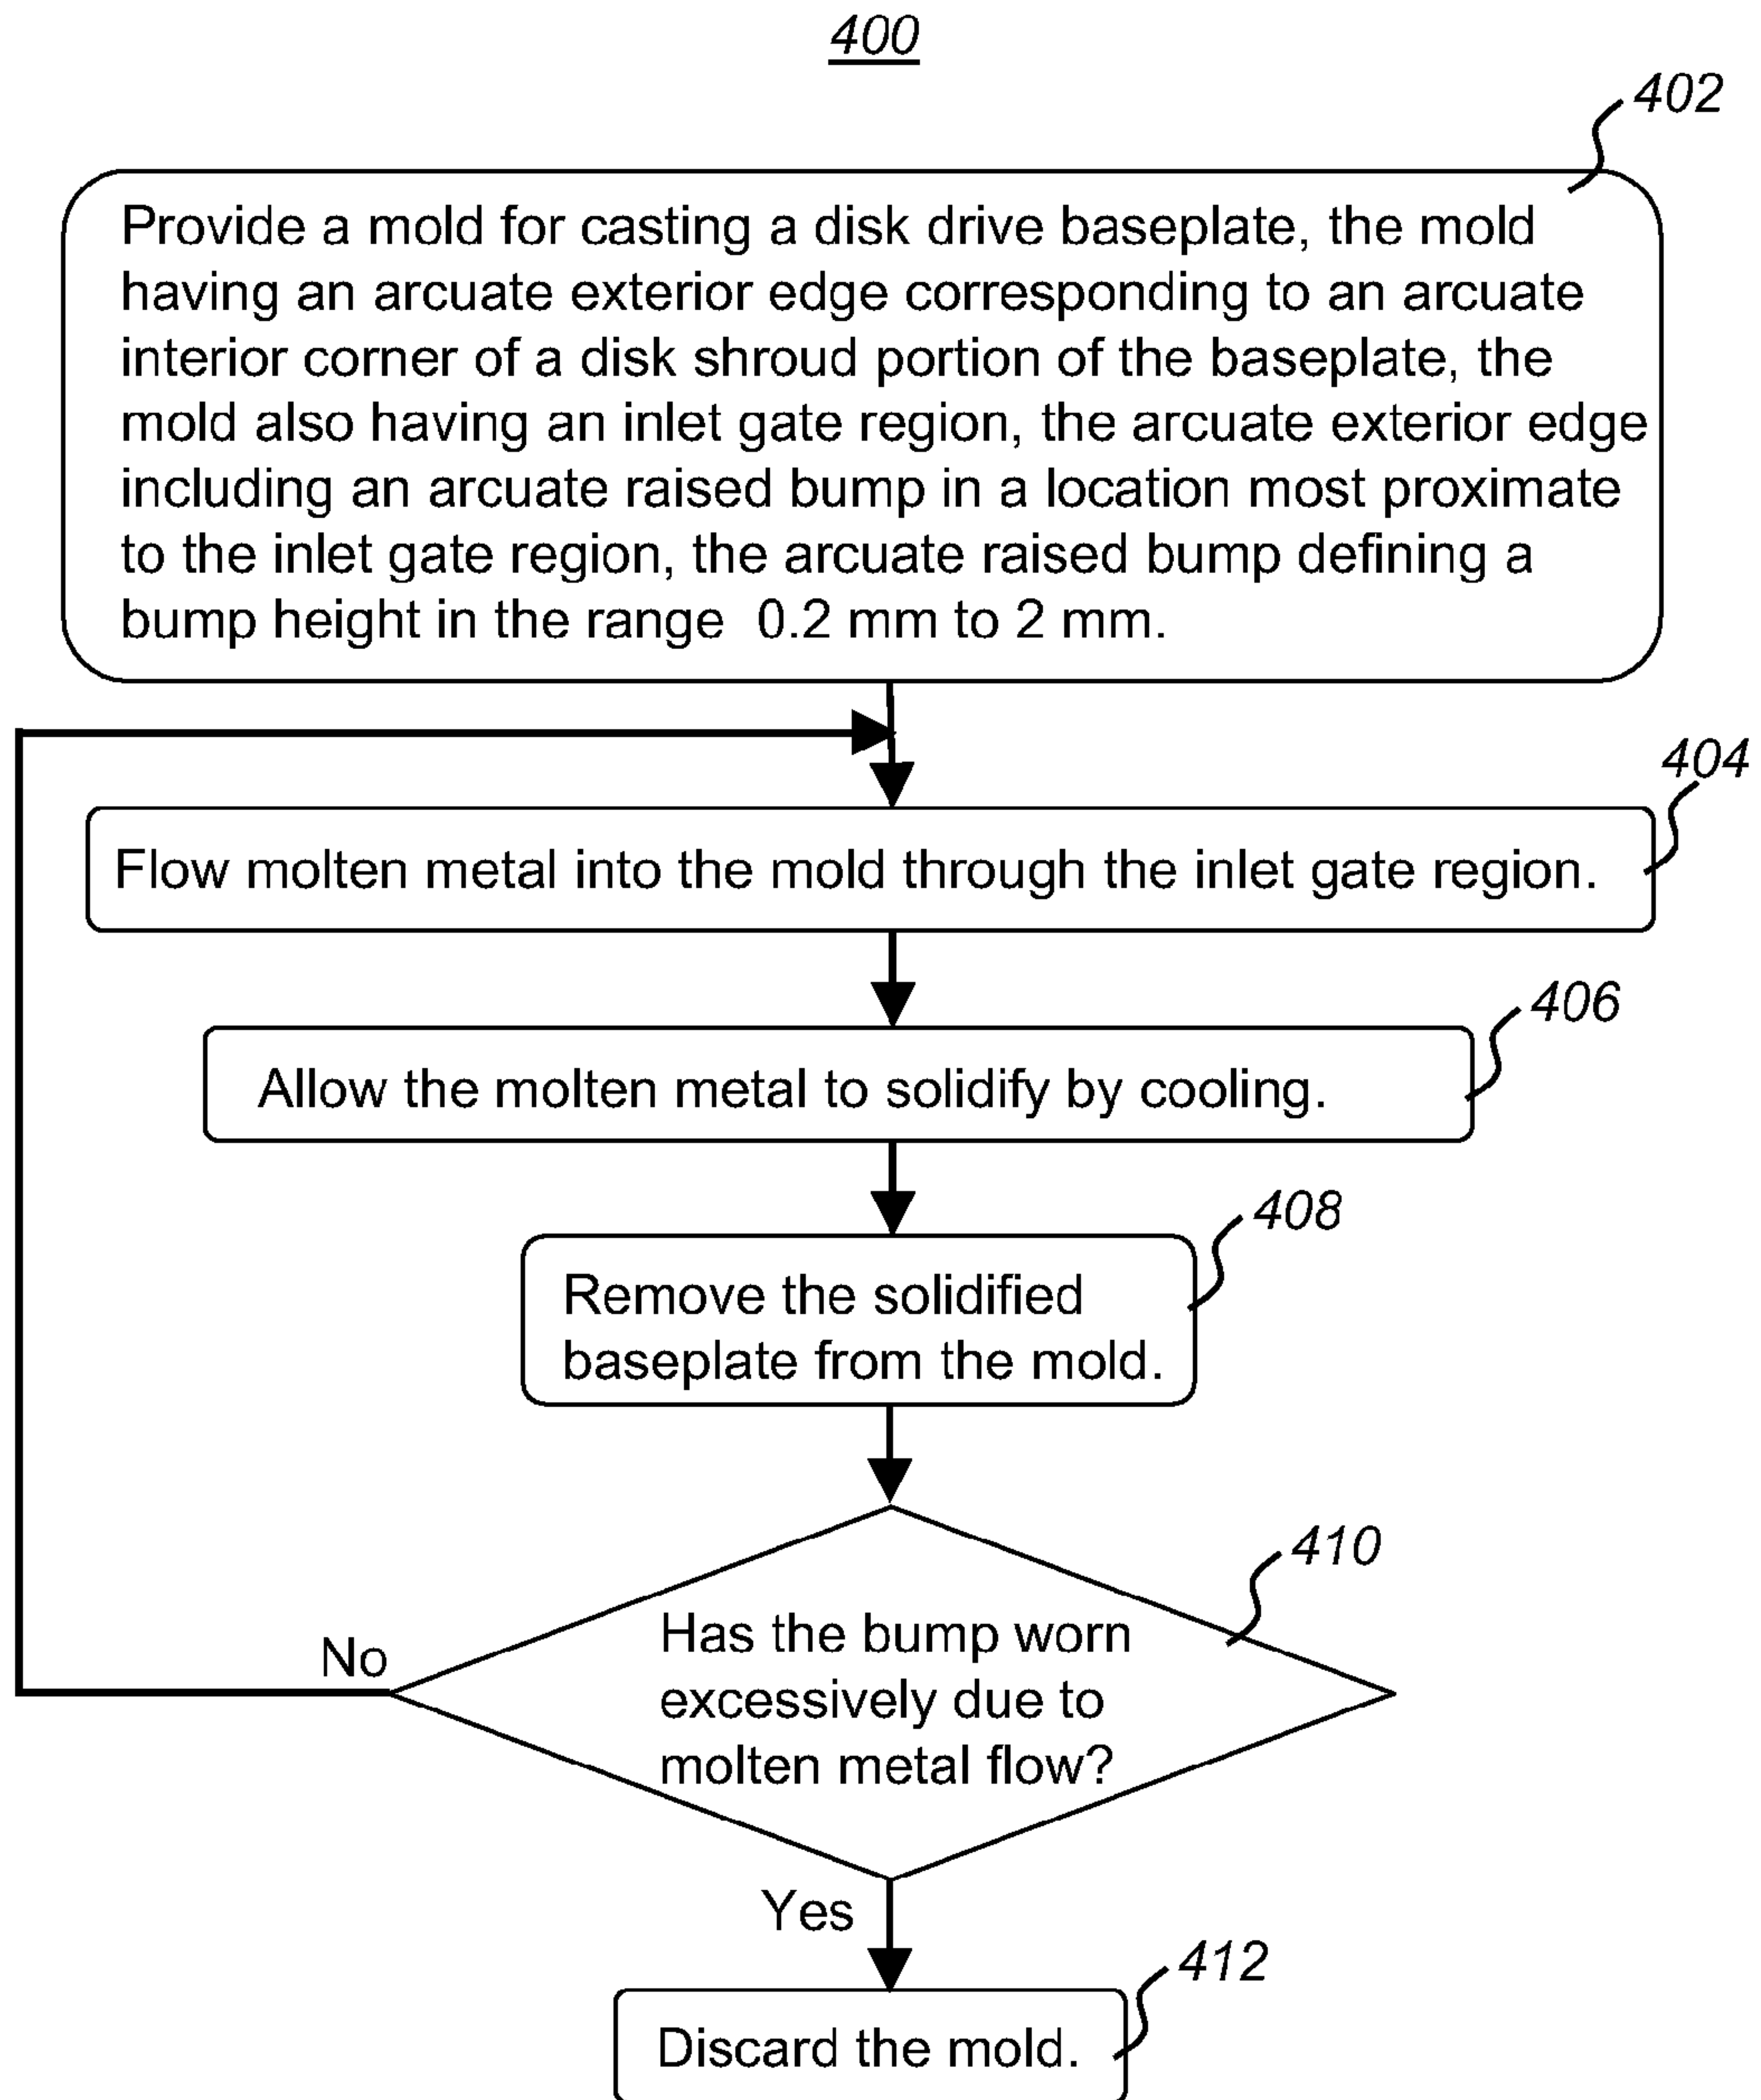 400
402
Provide a mold for casting a disk drive baseplate, the mold
having an arcuate exterior edge corresponding to an arcuate
interior corner of a disk shroud portion of the baseplate, the
mold also having an inlet gate region, the arcuate exterior edge
including an arcuate raised bump in a location most proximate
to the inlet gate region, the arcuate raised bump defining a
bump height in the range  0.2 mm to 2 mm.
404
Flow molten metal into the mold through the inlet gate region.
406
Allow the molten metal to solidify by cooling.
408
Remove the solidified
baseplate from the mold.
410
Has the bump worn
excessively due to
molten metal flow?
No
Yes
412
Discard the mold.